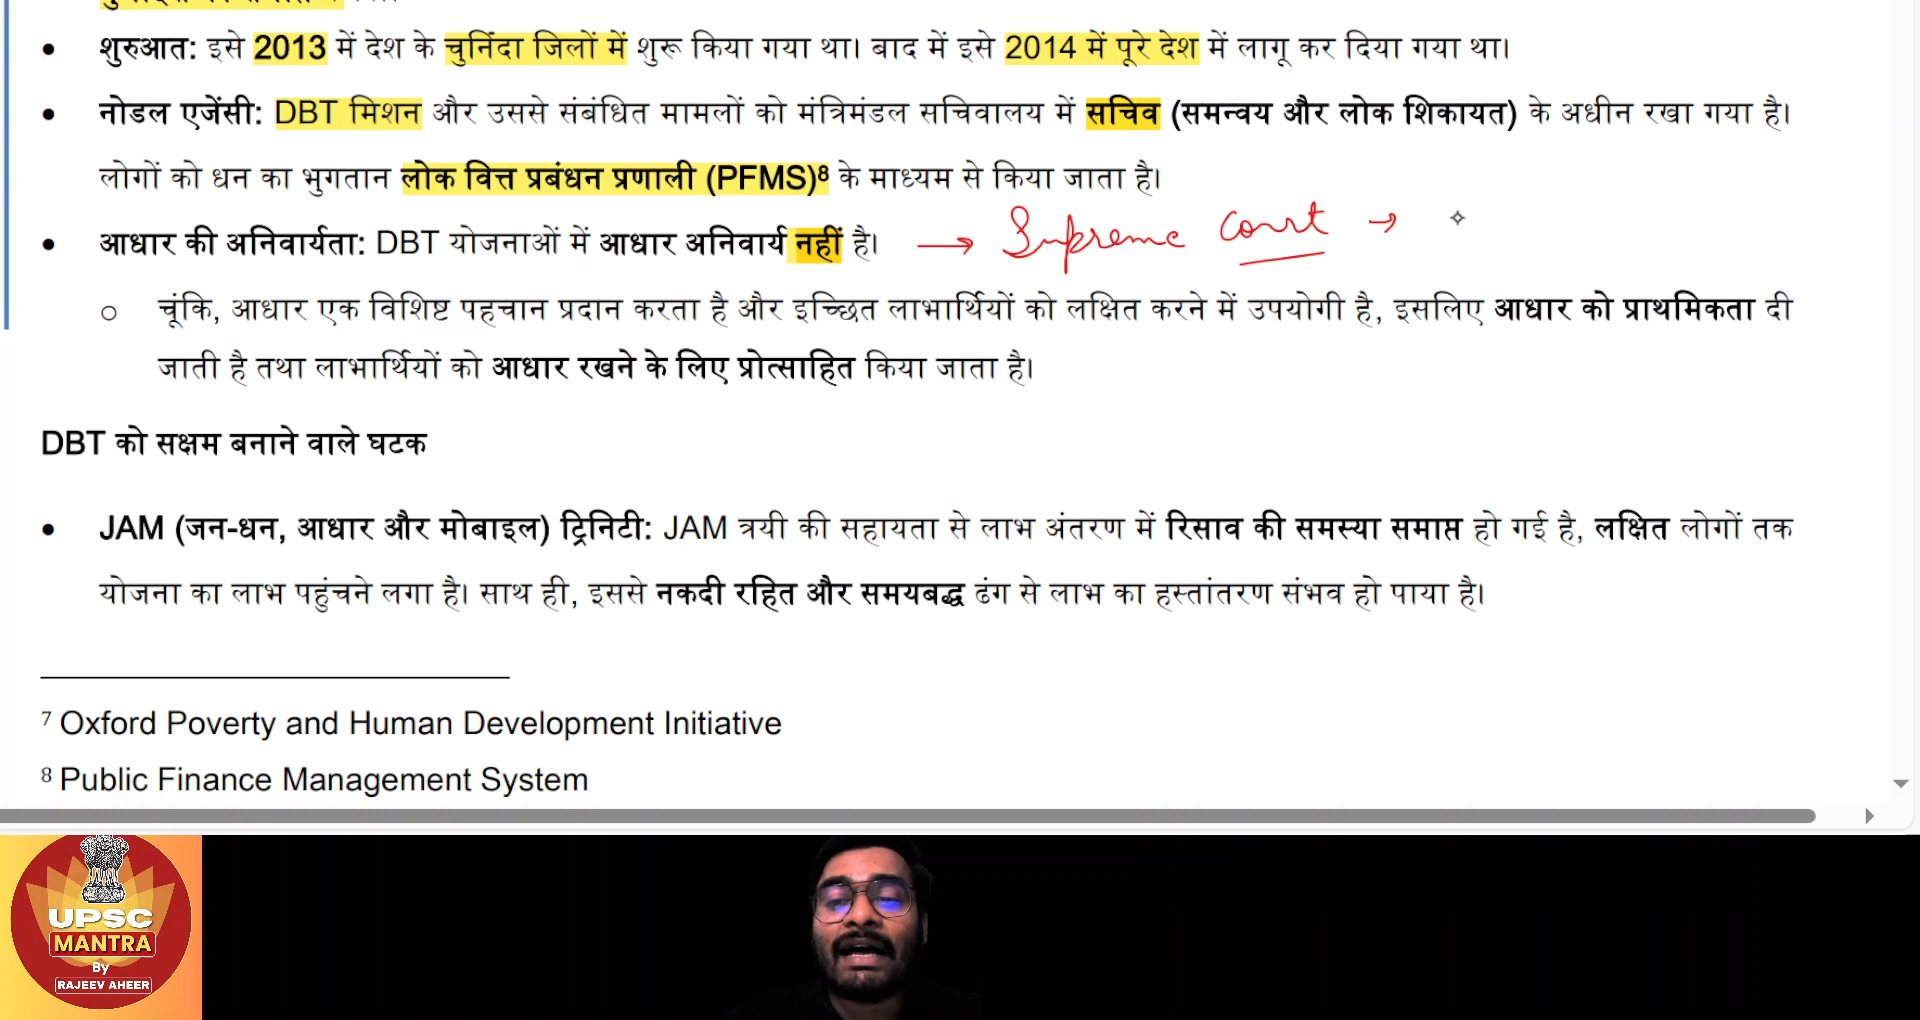 शुरुआत: इसे 2013 में देश के चुनिंदा जिलों में शुरू किया गया था। बाद में इसे 2014 में पूरे देश में लागू कर दिया गया था।
नोडल एजेंसी: DBT मिशन और उससे संबंधित मामलों को मंत्रिमंडल सचिवालय में सचिव (समन्वय और लोक शिकायत) के अधीन रखा गया है।
लोगों को धन का भुगतान लोक वित्त प्रबंधन प्रणाली (PFMS)⁸ के माध्यम से किया जाता है।
आधार की अनिवार्यता: DBT योजनाओं में आधार अनिवार्य नहीं है। → Supreme Court →
चूंकि, आधार एक विशिष्ट पहचान प्रदान करता है और इच्छित लाभार्थियों को लक्षित करने में उपयोगी है, इसलिए आधार को प्राथमिकता दी
जाती है तथा लाभार्थियों को आधार रखने के लिए प्रोत्साहित किया जाता है।
DBT को सक्षम बनाने वाले घटक
JAM (जन-धन, आधार और मोबाइल) ट्रिनिटी: JAM त्रयी की सहायता से लाभ अंतरण में रिसाव की समस्या समाप्त हो गई है, लक्षित लोगों तक
योजना का लाभ पहुंचने लगा है। साथ ही, इससे नकदी रहित और समयबद्ध ढंग से लाभ का हस्तांतरण संभव हो पाया है।
⁷ Oxford Poverty and Human Development Initiative
⁸ Public Finance Management System
UPSC
MANTRA
By
RAJEEV AHEER